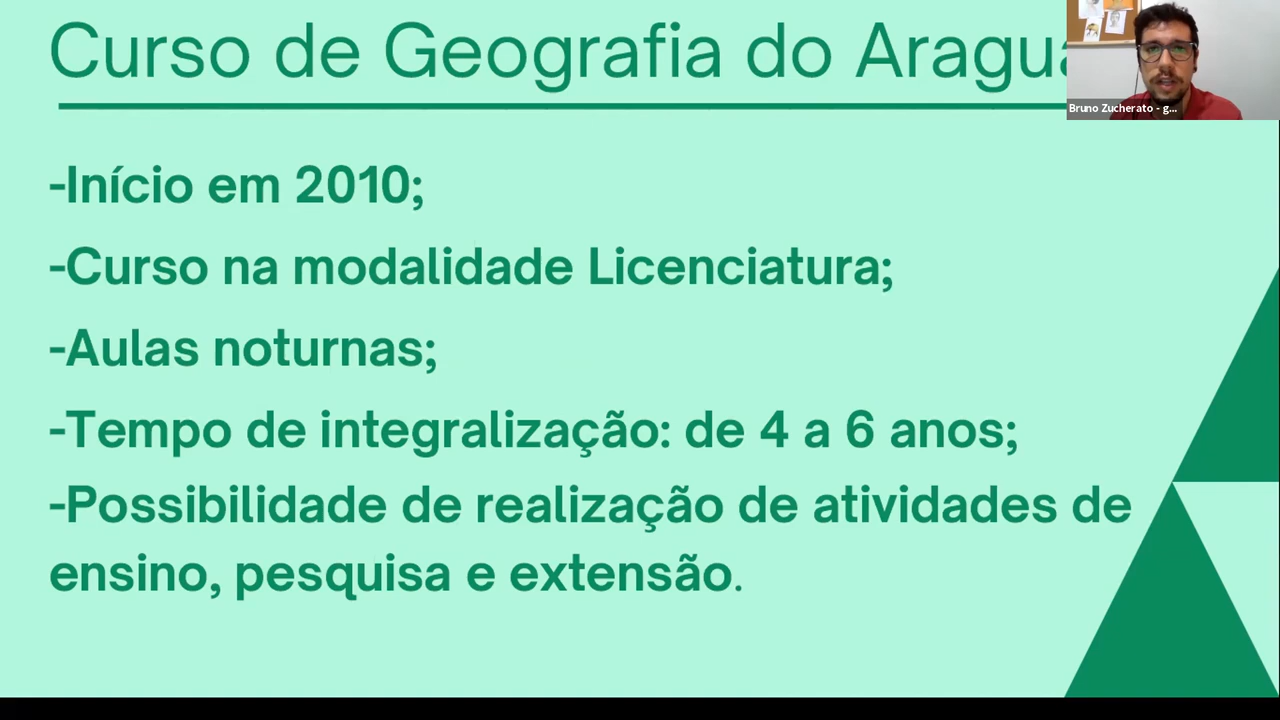 Curso de Geografia do Aragua
Bruno Zucherato - g...
-Início em 2010;
-Curso na modalidade Licenciatura;
-Aulas noturnas;
-Tempo de integralização: de 4 a 6 anos;
-Possibilidade de realização de atividades de
ensino, pesquisa e extensão.